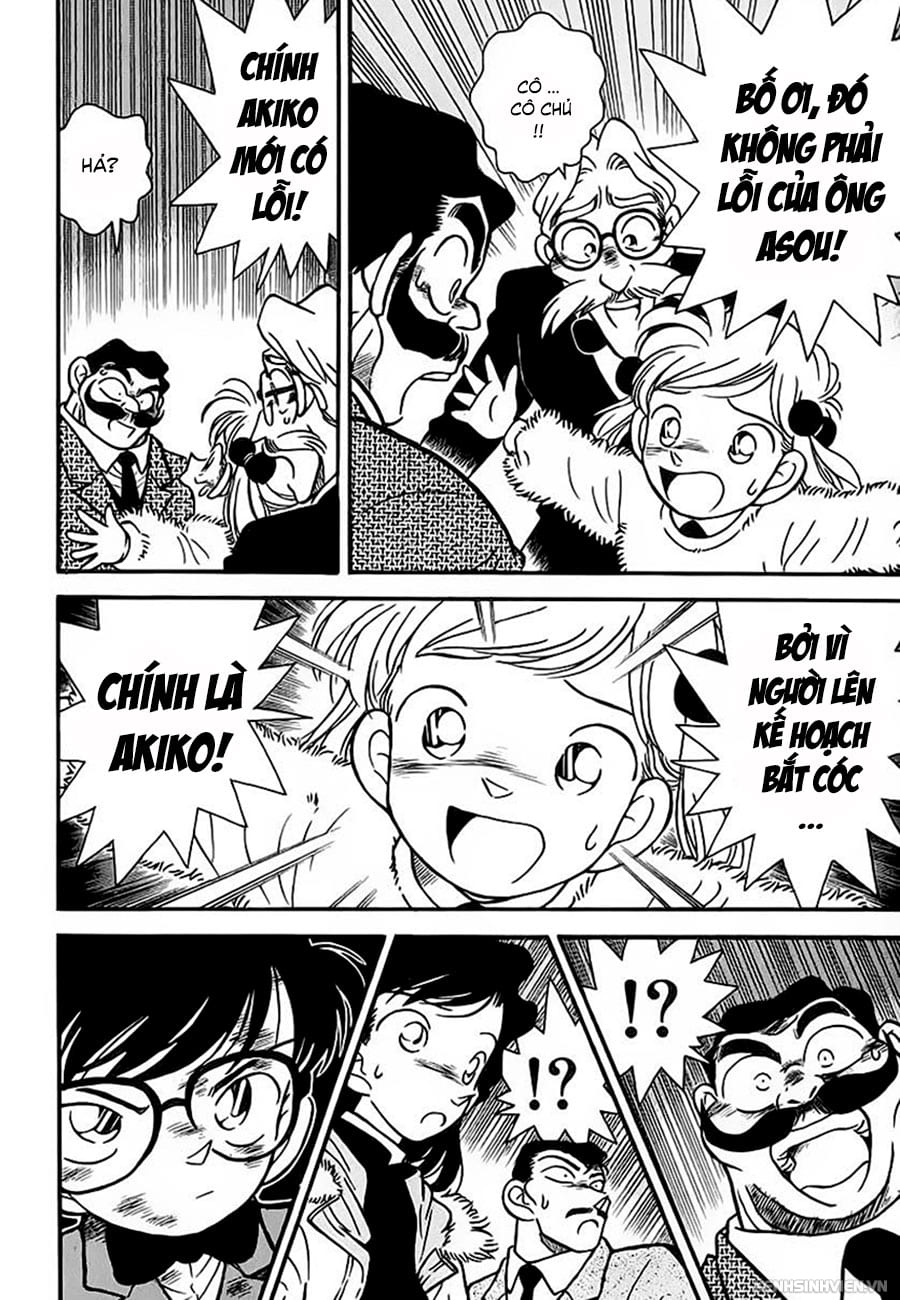 BỐ ƠI, ĐÓ
KHÔNG PHẢI
LỖI CỦA ÔNG
ASOU!
CÔ ...
CÔ CHỦ
!!
CHÍNH
AKIKO
MỚI CÓ
LỖI!
HẢ?
BỞI VÌ
NGƯỜI LÊN
KẾ HOẠCH
BẮT CÓC
...
CHÍNH LÀ
AKIKO!
!?
!?